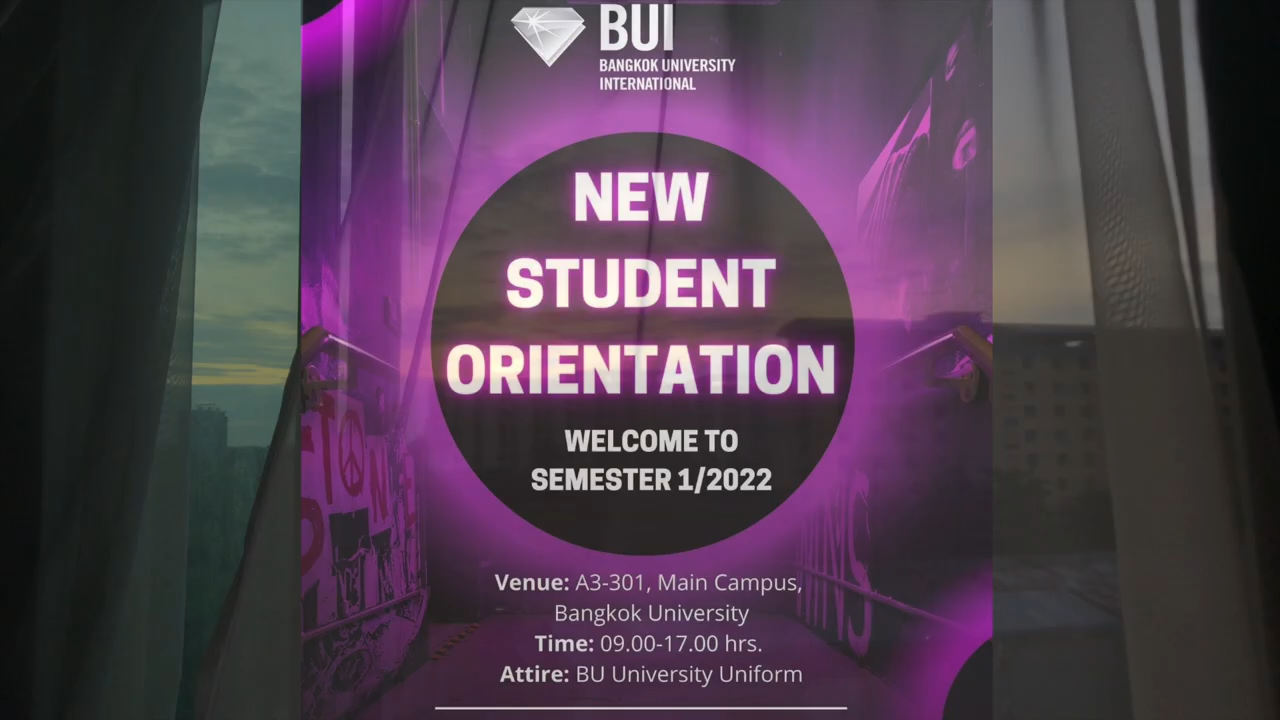 BUI
BANGKOK UNIVERSITY
INTERNATIONAL
NEW
STUDENT
ORIENTATION
WELCOME TO
SEMESTER 1/2022
Venue: A3-301, Main Campus,
Bangkok University
Time: 09.00-17.00 hrs.
Attire: BU University Uniform